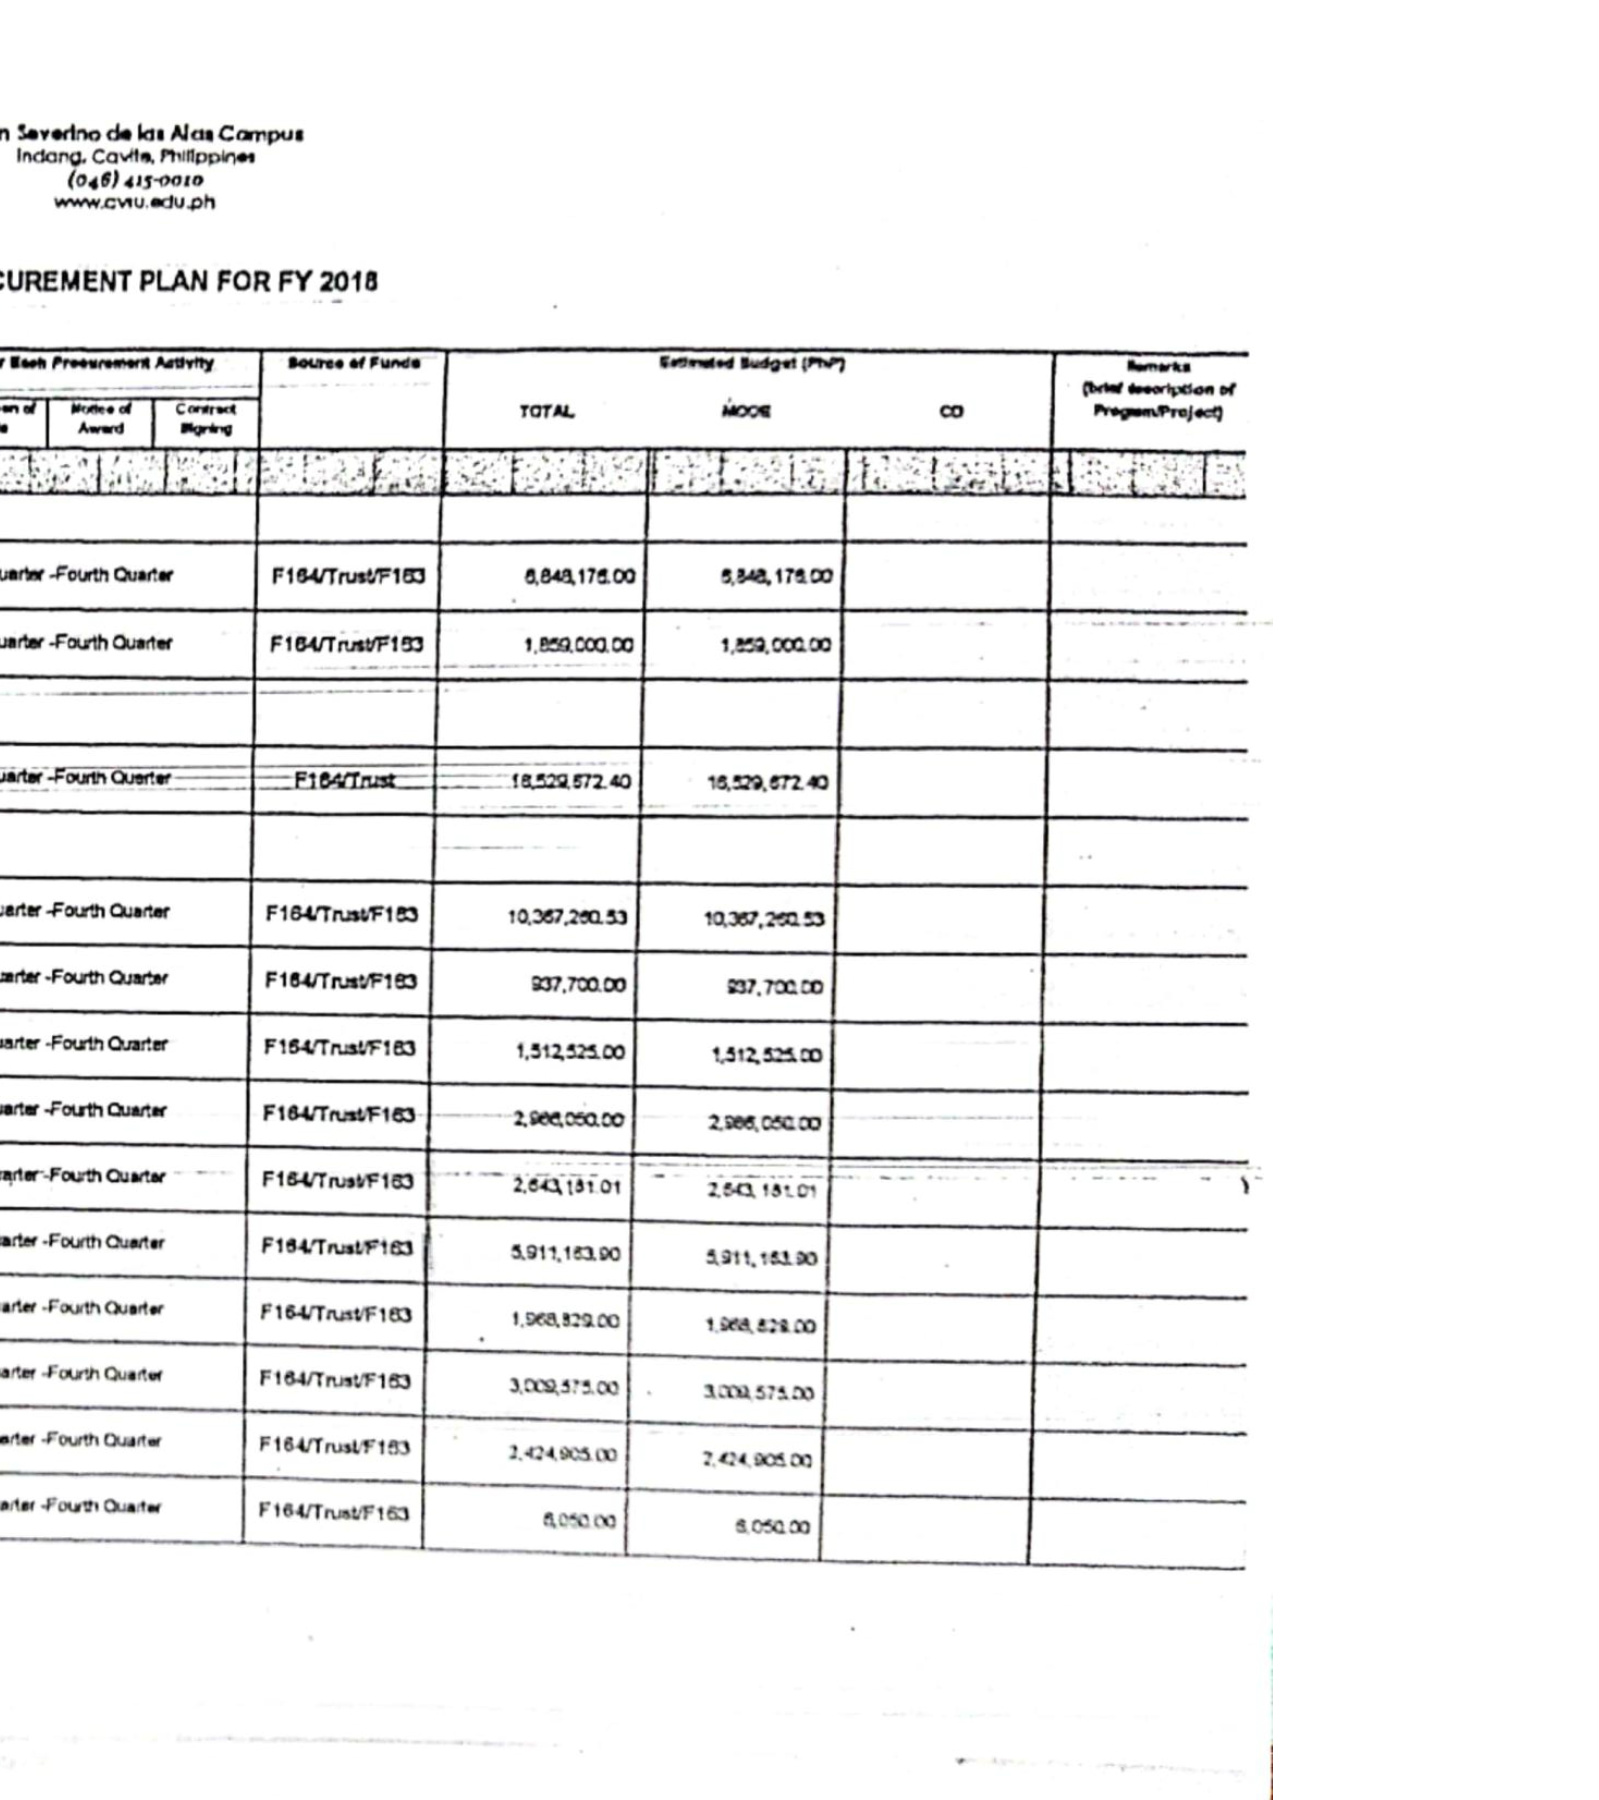 n Severino de las Alas Campus
Indang, Cavite, Philippines
(046) 415-0010
www.cvsu.edu.ph
CUREMENT PLAN FOR FY 2018
r Each Procurement Activity Source of Funds Estimated Budget (PhP) Remarks
(brief description of
Program/Project)
en of Notice of Award Contract Signing TOTAL MOOE CO
uarter -Fourth Quarter F164/Trust/F163 6,848,176.00 6,848,176.00
uarter -Fourth Quarter F164/Trust/F163 1,859,000.00 1,859,000.00
uarter -Fourth Quarter F164/Trust 16,529,672.40 16,529,672.40
uarter -Fourth Quarter F164/Trust/F163 10,367,260.53 10,367,260.53
uarter -Fourth Quarter F164/Trust/F163 937,700.00 937,700.00
uarter -Fourth Quarter F164/Trust/F163 1,512,525.00 1,512,525.00
uarter -Fourth Quarter F164/Trust/F163 2,986,050.00 2,986,050.00
arter -Fourth Quarter F164/Trust/F163 2,643,181.01 2,643,181.01
arter -Fourth Quarter F164/Trust/F163 5,911,163.90 5,911,163.90
arter -Fourth Quarter F164/Trust/F163 1,968,829.00 1,968,829.00
arter -Fourth Quarter F164/Trust/F163 3,009,575.00 3,009,575.00
arter -Fourth Quarter F164/Trust/F163 2,424,905.00 2,424,905.00
arter -Fourth Quarter F164/Trust/F163 6,050.00 6,050.00